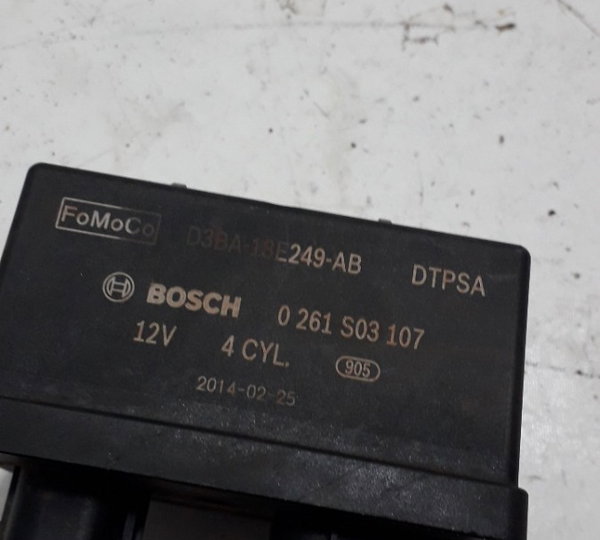 FoMoCo D3BA-13E249-AB DTPSA
BOSCH 0 261 S03 107
12V 4 CYL. 905
2014-02-25